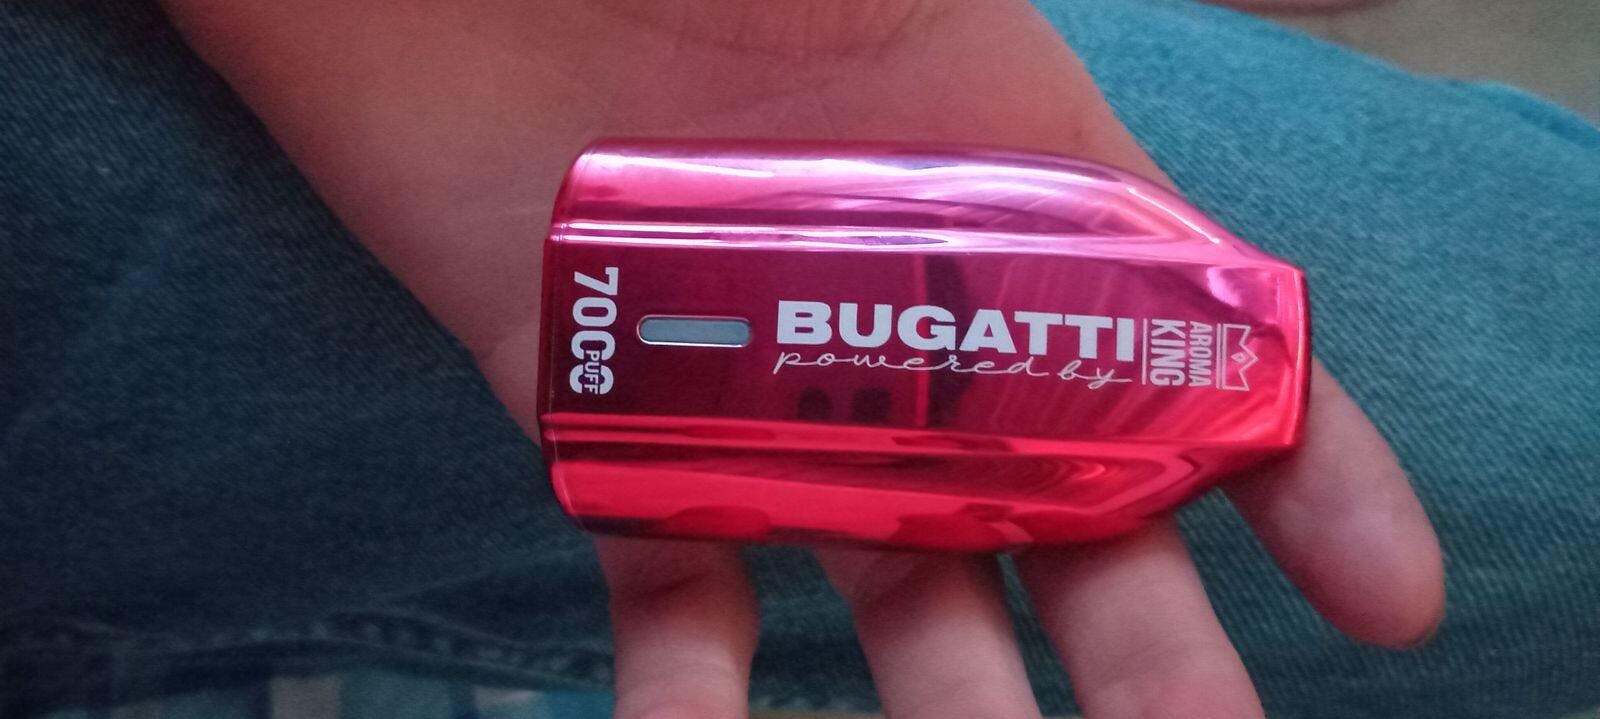 BUGATTI
powered by
AROMA
KING
7000
PUFF